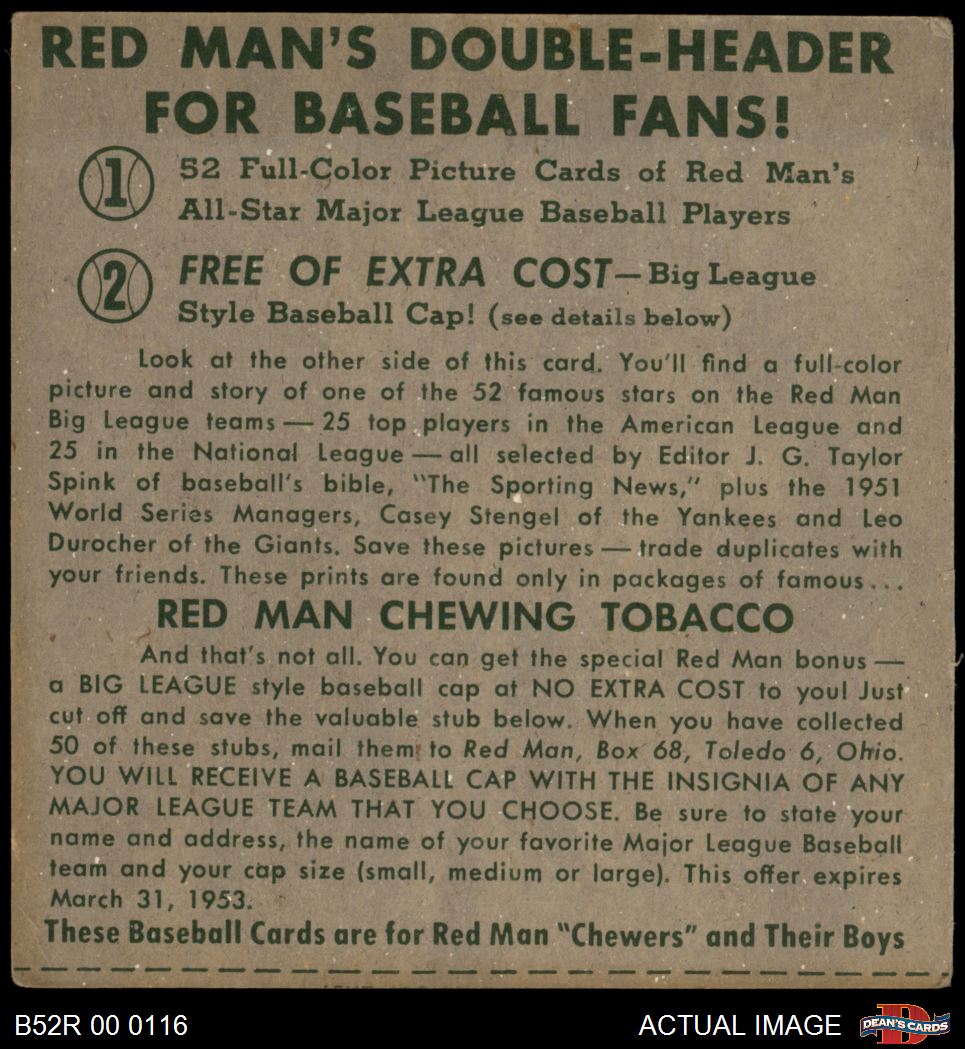 RED MAN'S DOUBLE-HEADER
FOR BASEBALL FANS!
1 52 Full-Color Picture Cards of Red Man's
All-Star Major League Baseball Players
2 FREE OF EXTRA COST—Big League
Style Baseball Cap! (see details below)
Look at the other side of this card. You'll find a full-color
picture and story of one of the 52 famous stars on the Red Man
Big League teams — 25 top players in the American League and
25 in the National League — all selected by Editor J. G. Taylor
Spink of baseball's bible, "The Sporting News," plus the 1951
World Series Managers, Casey Stengel of the Yankees and Leo
Durocher of the Giants. Save these pictures — trade duplicates with
your friends. These prints are found only in packages of famous...
RED MAN CHEWING TOBACCO
And that's not all. You can get the special Red Man bonus —
a BIG LEAGUE style baseball cap at NO EXTRA COST to you! Just
cut off and save the valuable stub below. When you have collected
50 of these stubs, mail them to Red Man, Box 68, Toledo 6, Ohio.
YOU WILL RECEIVE A BASEBALL CAP WITH THE INSIGNIA OF ANY
MAJOR LEAGUE TEAM THAT YOU CHOOSE. Be sure to state your
name and address, the name of your favorite Major League Baseball
team and your cap size (small, medium or large). This offer expires
March 31, 1953.
These Baseball Cards are for Red Man "Chewers" and Their Boys
B52R 00 0116
ACTUAL IMAGE
DEAN'S CARDS